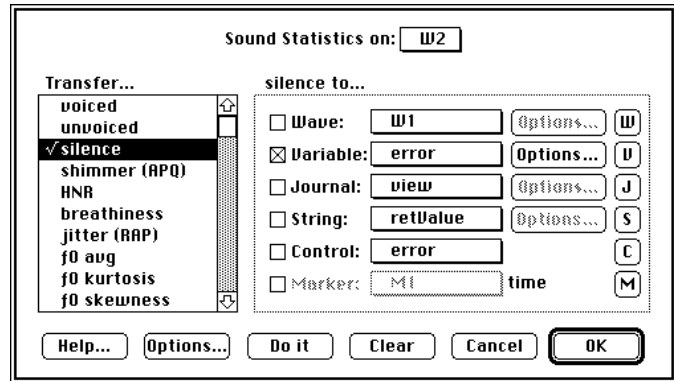 Sound Statistics on: W2
Transfer... silence to...
voiced
unvoiced
√silence
shimmer (APQ)
HNR
breathiness
jitter (RAP)
f0 avg
f0 kurtosis
f0 skewness
Wave: W1 Options... W
Variable: error Options... V
Journal: view Options... J
String: retValue Options... S
Control: error C
Marker: M1 time M
Help... Options... Do it Clear Cancel OK